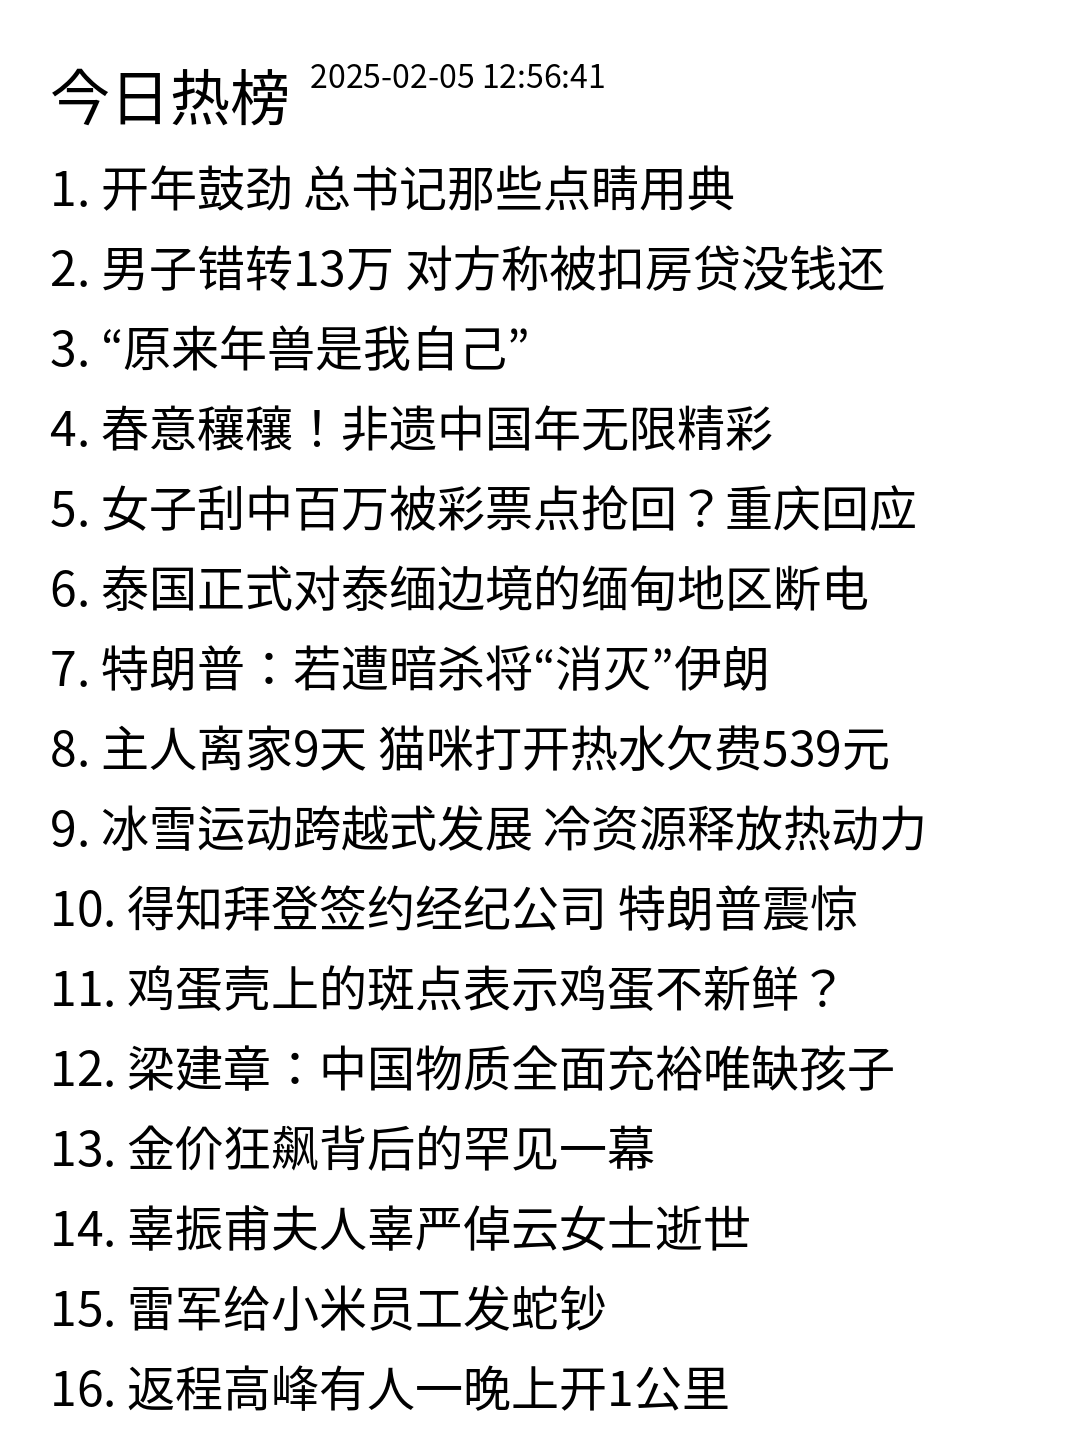 今日热榜 2025-02-05 12:56:41
1. 开年鼓劲 总书记那些点睛用典
2. 男子错转13万 对方称被扣房贷没钱还
3. “原来年兽是我自己”
4. 春意穰穰！非遗中国年无限精彩
5. 女子刮中百万被彩票点抢回？重庆回应
6. 泰国正式对泰缅边境的缅甸地区断电
7. 特朗普：若遭暗杀将“消灭”伊朗
8. 主人离家9天 猫咪打开热水欠费539元
9. 冰雪运动跨越式发展 冷资源释放热动力
10. 得知拜登签约经纪公司 特朗普震惊
11. 鸡蛋壳上的斑点表示鸡蛋不新鲜？
12. 梁建章：中国物质全面充裕唯缺孩子
13. 金价狂飙背后的罕见一幕
14. 辜振甫夫人辜严倬云女士逝世
15. 雷军给小米员工发蛇钞
16. 返程高峰有人一晚上开1公里